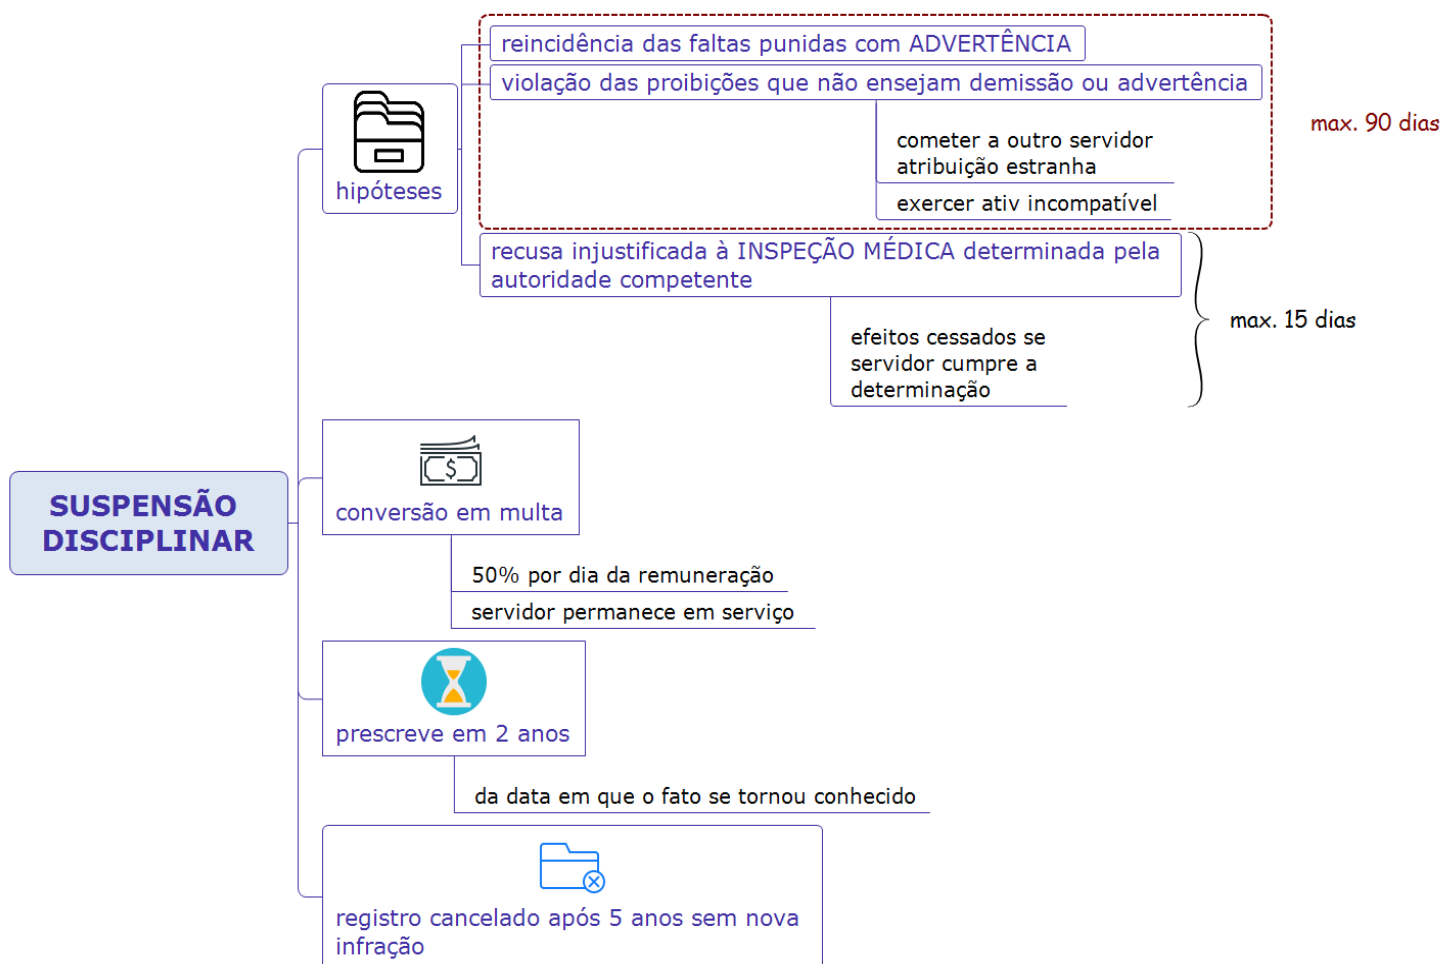 reincidência das faltas punidas com ADVERTÊNCIA
violação das proibições que não ensejam demissão ou advertência
max. 90 dias
cometer a outro servidor
atribuição estranha
hipóteses
exercer ativ incompatível
recusa injustificada à INSPEÇÃO MÉDICA determinada pela
autoridade competente
max. 15 dias
efeitos cessados se
servidor cumpre a
determinação
SUSPENSÃO
DISCIPLINAR
$
conversão em multa
50% por dia da remuneração
servidor permanece em serviço
prescreve em 2 anos
da data em que o fato se tornou conhecido
registro cancelado após 5 anos sem nova
infração